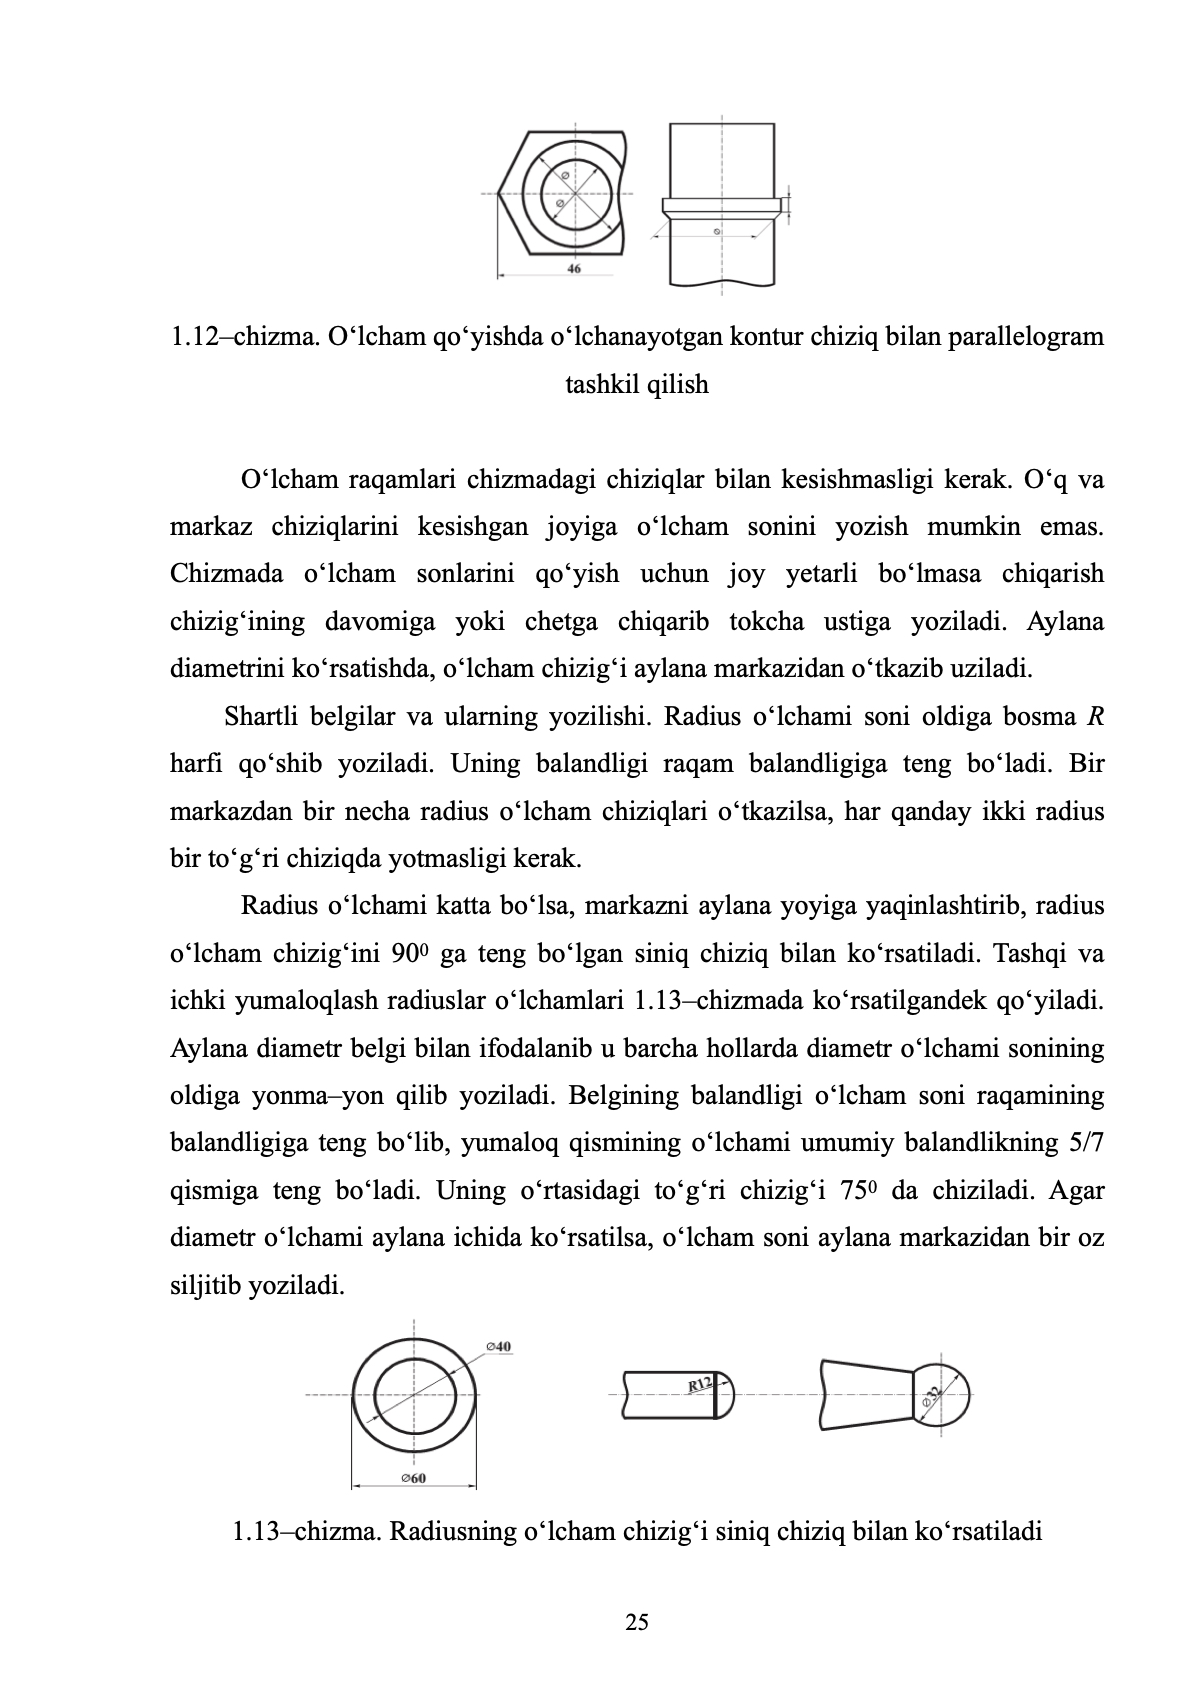 ⌀
⌀
46
⌀
1.12–chizma. O‘lcham qo‘yishda o‘lchanayotgan kontur chiziq bilan parallelogram
tashkil qilish
O‘lcham raqamlari chizmadagi chiziqlar bilan kesishmasligi kerak. O‘q va
markaz chiziqlarini kesishgan joyiga o‘lcham sonini yozish mumkin emas.
Chizmada o‘lcham sonlarini qo‘yish uchun joy yetarli bo‘lmasa chiqarish
chizig‘ining davomiga yoki chetga chiqarib tokcha ustiga yoziladi. Aylana
diametrini ko‘rsatishda, o‘lcham chizig‘i aylana markazidan o‘tkazib uziladi.
Shartli belgilar va ularning yozilishi. Radius o‘lchami soni oldiga bosma R
harfi qo‘shib yoziladi. Uning balandligi raqam balandligiga teng bo‘ladi. Bir
markazdan bir necha radius o‘lcham chiziqlari o‘tkazilsa, har qanday ikki radius
bir to‘g‘ri chiziqda yotmasligi kerak.
Radius o‘lchami katta bo‘lsa, markazni aylana yoyiga yaqinlashtirib, radius
o‘lcham chizig‘ini 90⁰ ga teng bo‘lgan siniq chiziq bilan ko‘rsatiladi. Tashqi va
ichki yumaloqlash radiuslar o‘lchamlari 1.13–chizmada ko‘rsatilgandek qo‘yiladi.
Aylana diametr belgi bilan ifodalanib u barcha hollarda diametr o‘lchami sonining
oldiga yonma–yon qilib yoziladi. Belgining balandligi o‘lcham soni raqamining
balandligiga teng bo‘lib, yumaloq qismining o‘lchami umumiy balandlikning 5/7
qismiga teng bo‘ladi. Uning o‘rtasidagi to‘g‘ri chizig‘i 75⁰ da chiziladi. Agar
diametr o‘lchami aylana ichida ko‘rsatilsa, o‘lcham soni aylana markazidan bir oz
siljitib yoziladi.
⌀40
R12
⌀32
⌀60
1.13–chizma. Radiusning o‘lcham chizig‘i siniq chiziq bilan ko‘rsatiladi
25